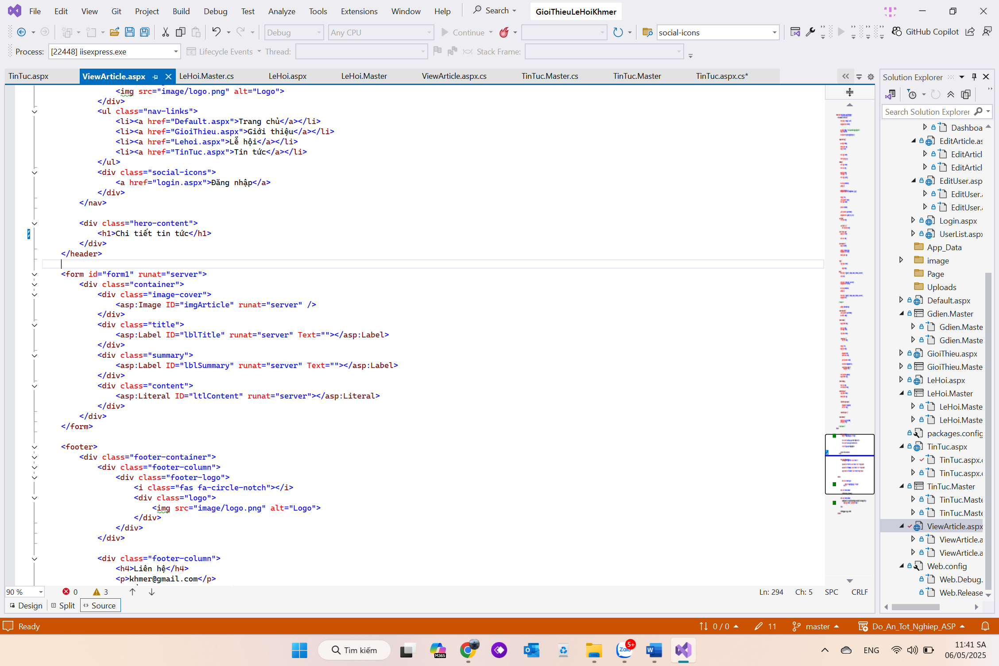 File Edit View Git Project Build Debug Test Analyze Tools Extensions Window Help Search GioiThieuLeHoiKhmer
Debug Any CPU Continue social-icons GitHub Copilot
Process: [22448] iisexpress.exe Lifecycle Events Thread: Stack Frame:
TinTuc.aspx ViewArticle.aspx LeHoi.Master.cs LeHoi.aspx LeHoi.Master ViewArticle.aspx.cs TinTuc.Master.cs TinTuc.Master TinTuc.aspx.cs*
<img src="image/logo.png" alt="Logo">
</div>
<ul class="nav-links">
<li><a href="Default.aspx">Trang chủ</a></li>
<li><a href="GioiThieu.aspx">Giới thiệu</a></li>
<li><a href="Lehoi.aspx">Lễ hội</a></li>
<li><a href="TinTuc.aspx">Tin tức</a></li>
</ul>
<div class="social-icons">
<a href="login.aspx">Đăng nhập</a>
</div>
</nav>
<div class="hero-content">
<h1>Chi tiết tin tức</h1>
</div>
</header>
<form id="form1" runat="server">
<div class="container">
<div class="image-cover">
<asp:Image ID="imgArticle" runat="server" />
</div>
<div class="title">
<asp:Label ID="lblTitle" runat="server" Text=""></asp:Label>
</div>
<div class="summary">
<asp:Label ID="lblSummary" runat="server" Text=""></asp:Label>
</div>
<div class="content">
<asp:Literal ID="ltlContent" runat="server"></asp:Literal>
</div>
</div>
</form>
<footer>
<div class="footer-container">
<div class="footer-column">
<div class="footer-logo">
<i class="fas fa-circle-notch"></i>
<div class="logo">
<img src="image/logo.png" alt="Logo">
</div>
</div>
</div>
<div class="footer-column">
<h4>Liên hệ</h4>
<p>khmer@gmail.com</p>
90 % 0 3 Ln: 294 Ch: 5 SPC CRLF
Design Split Source
Solution Explorer
Search Solution Explorer
Dashboa
EditArticle.as
EditArticl
EditArticl
EditUser.asp
EditUser.
EditUser.
Login.aspx
UserList.aspx
App_Data
image
Page
Uploads
Default.aspx
Gdien.Master
Gdien.Maste
Gdien.Maste
GioiThieu.aspx
GioiThieu.Maste
LeHoi.aspx
LeHoi.Master
LeHoi.Maste
LeHoi.Maste
packages.config
TinTuc.aspx
TinTuc.aspx.
TinTuc.aspx.
TinTuc.Master
TinTuc.Maste
TinTuc.Maste
ViewArticle.aspx
ViewArticle.a
ViewArticle.a
Web.config
Web.Debug.
Web.Release
Ready 0 / 0 11 master Do_An_Tot_Nghiep_ASP
Tìm kiếm M365 Zalo 5+ ENG 11:41 SA
06/05/2025